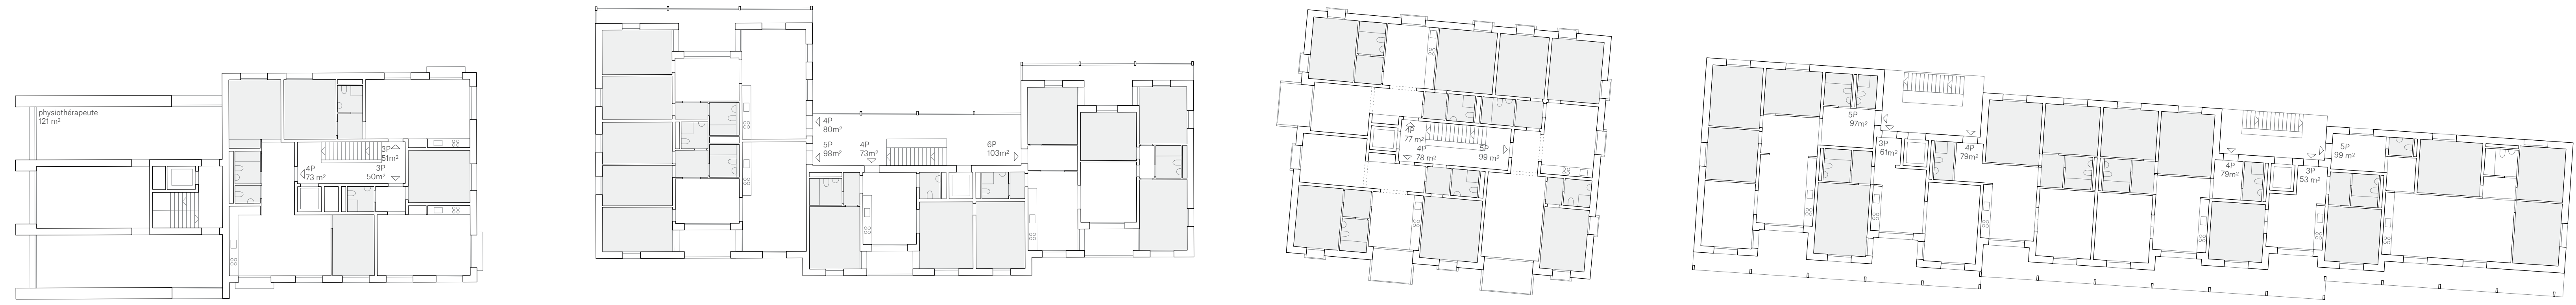 physiothérapeute
121 m²
3P
51m²
4P
73 m²
3P
50m²
4P
80m²
5P
98m²
4P
73m²
6P
103m²
4P
77 m²
4P
78 m²
5P
99 m²
5P
97m²
3P
61m²
4P
79m²
4P
79m²
3P
53 m²
5P
99 m²